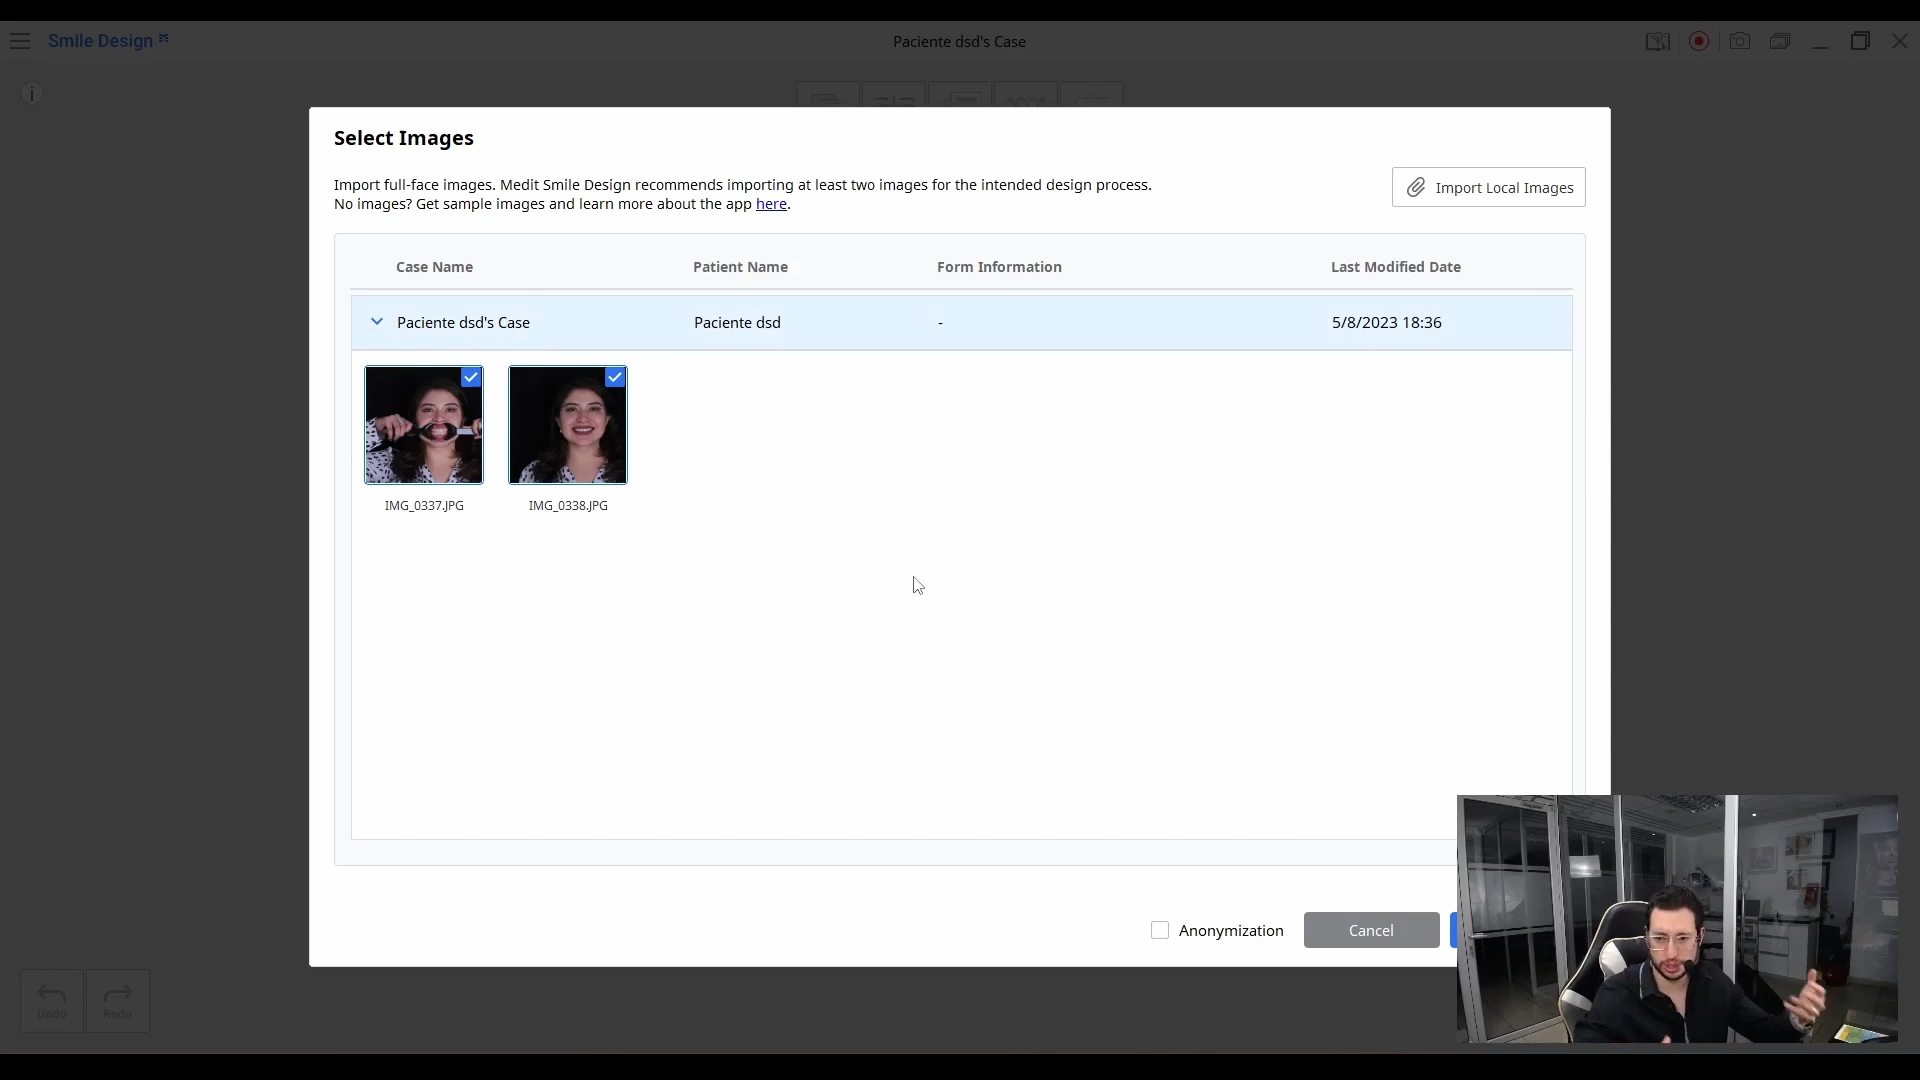 Smile Design
Paciente dsd's Case
Select Images
Import full-face images. Medit Smile Design recommends importing at least two images for the intended design process.
No images? Get sample images and learn more about the app here.
Import Local Images
Case Name Patient Name Form Information Last Modified Date
Paciente dsd's Case Paciente dsd - 5/8/2023 18:36
IMG_0337.JPG IMG_0338.JPG
Anonymization Cancel
Undo Redo